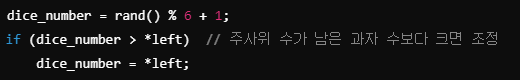 dice_number = rand() % 6 + 1;
if (dice_number > *left)  // 주사위 수가 남은 과자 수보다 크면 조정
    dice_number = *left;